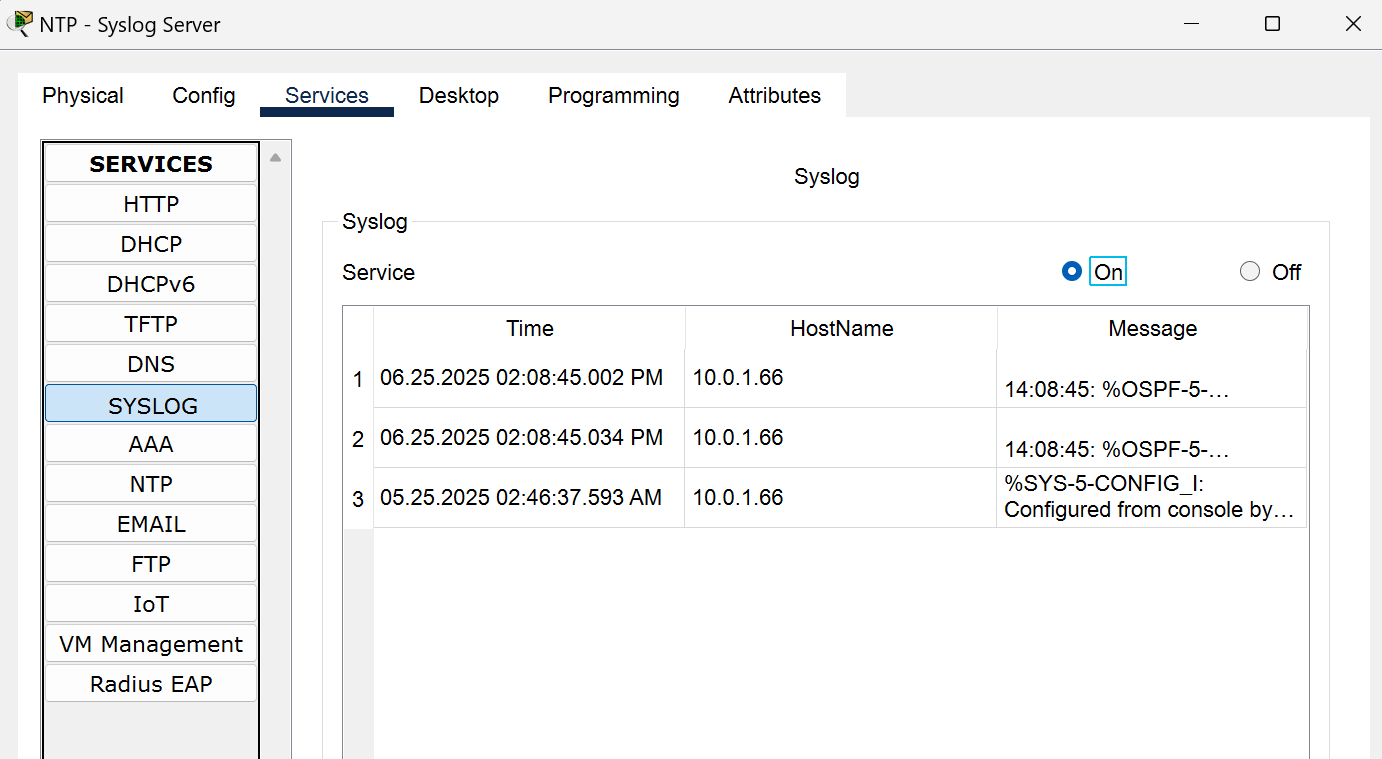 NTP - Syslog Server
Physical Config Services Desktop Programming Attributes
SERVICES
HTTP
DHCP
DHCPv6
TFTP
DNS
SYSLOG
AAA
NTP
EMAIL
FTP
IoT
VM Management
Radius EAP
Syslog
Syslog
Service On Off
Time HostName Message
1 06.25.2025 02:08:45.002 PM 10.0.1.66 14:08:45: %OSPF-5-…
2 06.25.2025 02:08:45.034 PM 10.0.1.66 14:08:45: %OSPF-5-…
3 05.25.2025 02:46:37.593 AM 10.0.1.66 %SYS-5-CONFIG_I:
Configured from console by…